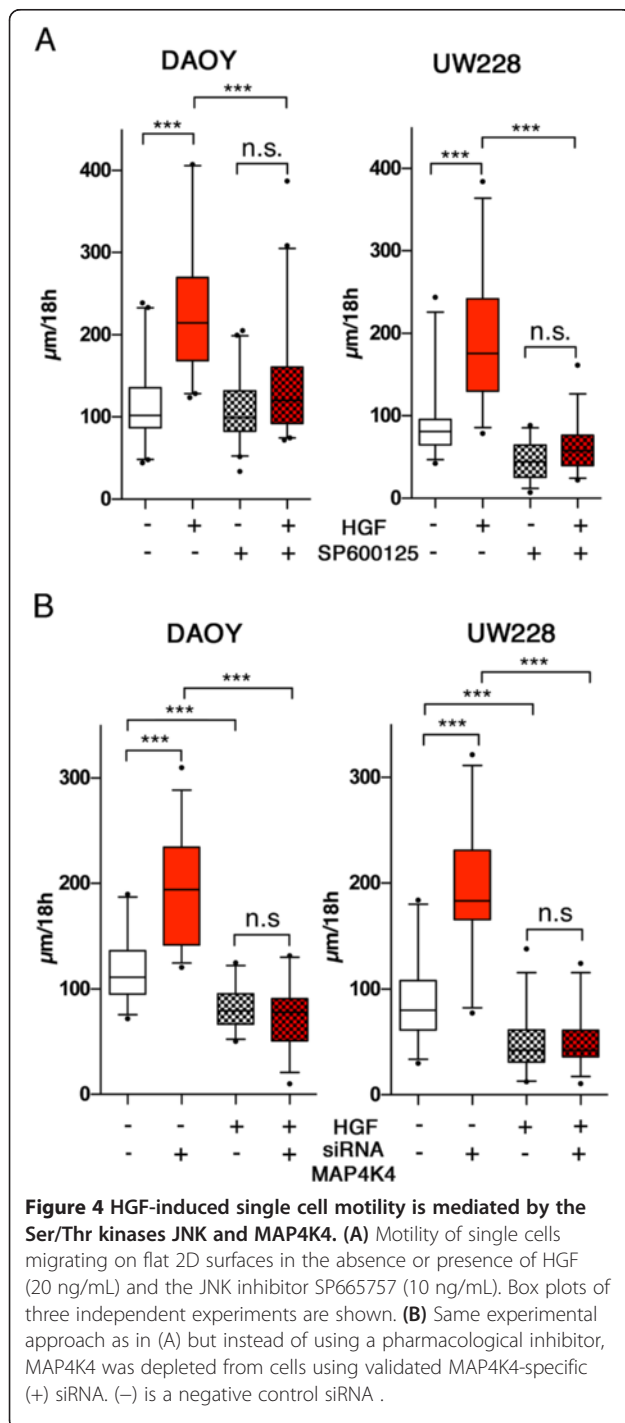 A
DAOY
UW228
***
***
n.s.
***
***
n.s.
µm/18h
400
300
200
100
0
µm/18h
400
300
200
100
0
- + - + HGF - + - +
- - + + SP600125 - - + +
B
DAOY
UW228
***
***
***
n.s
***
***
***
n.s
µm/18h
300
200
100
0
µm/18h
300
200
100
0
- - + + HGF - - + +
- + - + siRNA MAP4K4 - + - +
Figure 4 HGF-induced single cell motility is mediated by the
Ser/Thr kinases JNK and MAP4K4. (A) Motility of single cells
migrating on flat 2D surfaces in the absence or presence of HGF
(20 ng/mL) and the JNK inhibitor SP665757 (10 ng/mL). Box plots of
three independent experiments are shown. (B) Same experimental
approach as in (A) but instead of using a pharmacological inhibitor,
MAP4K4 was depleted from cells using validated MAP4K4-specific
(+) siRNA. (−) is a negative control siRNA .